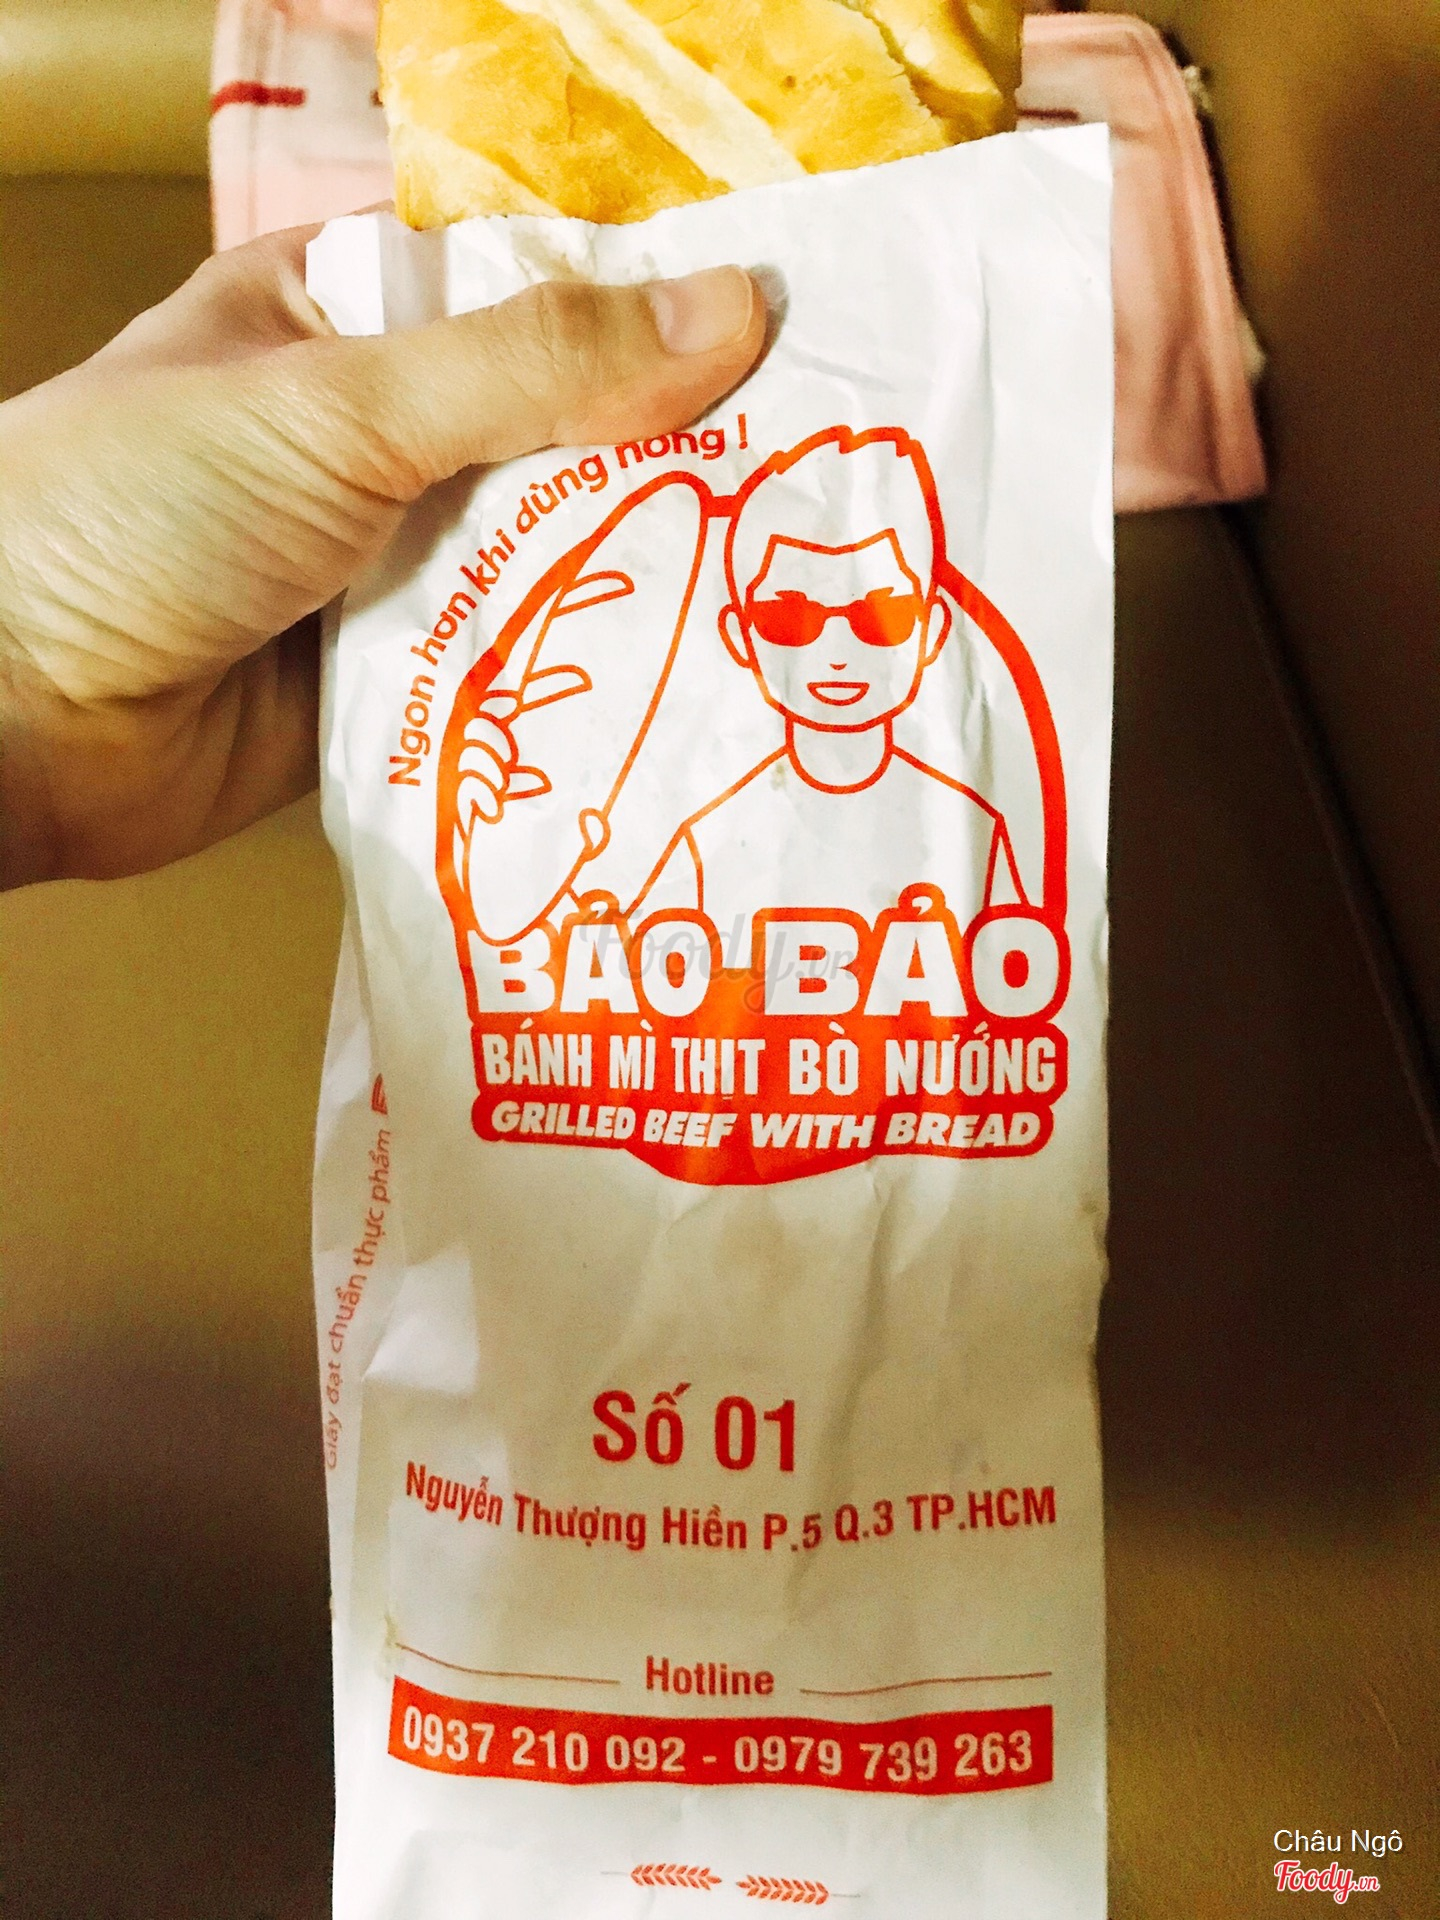 Ngon hơn khi dùng nóng !
BẢO BẢO
BÁNH MÌ THỊT BÒ NƯỚNG
GRILLED BEEF WITH BREAD
Giấy đạt chuẩn thực phẩm
Số 01
Nguyễn Thượng Hiền P.5 Q.3 TP.HCM
Hotline
0937 210 092 - 0979 739 263
Foody.vn
Châu Ngô
Foody.vn